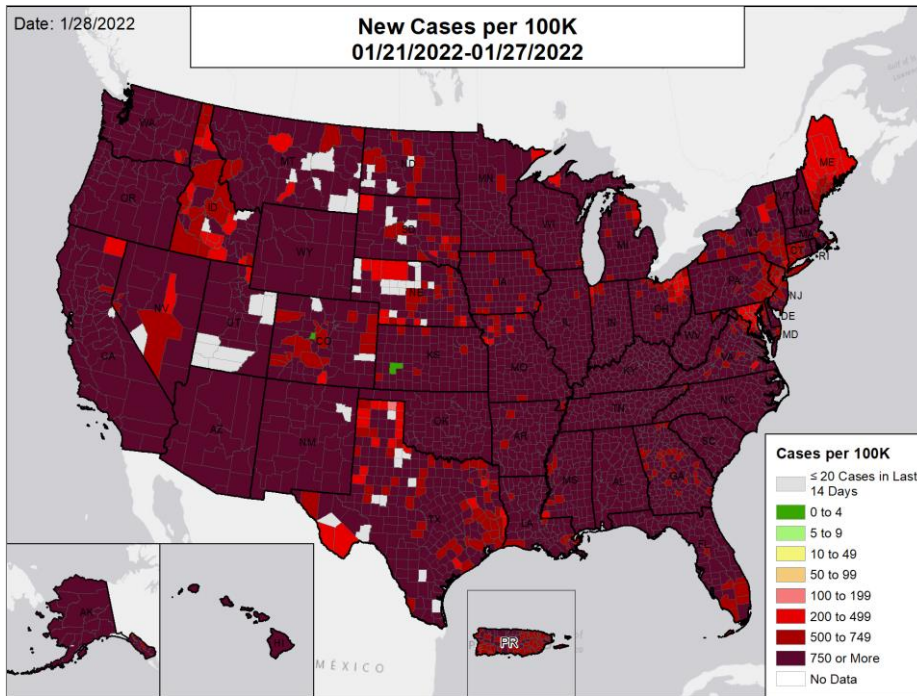 Date: 1/28/2022
New Cases per 100K
01/21/2022-01/27/2022
WA
MT
ND
MN
ME
OR
ID
SD
WI
MI
NY
NH
MA
CT
RI
WY
IA
PA
NJ
NV
NE
OH
DE
MD
UT
CO
IL
IN
WV
VA
CA
KS
MO
KY
AZ
NM
OK
AR
TN
NC
SC
TX
LA
MS
AL
GA
FL
AK
HI
PR
MÉXICO
Cases per 100K
≤ 20 Cases in Last
14 Days
0 to 4
5 to 9
10 to 49
50 to 99
100 to 199
200 to 499
500 to 749
750 or More
No Data